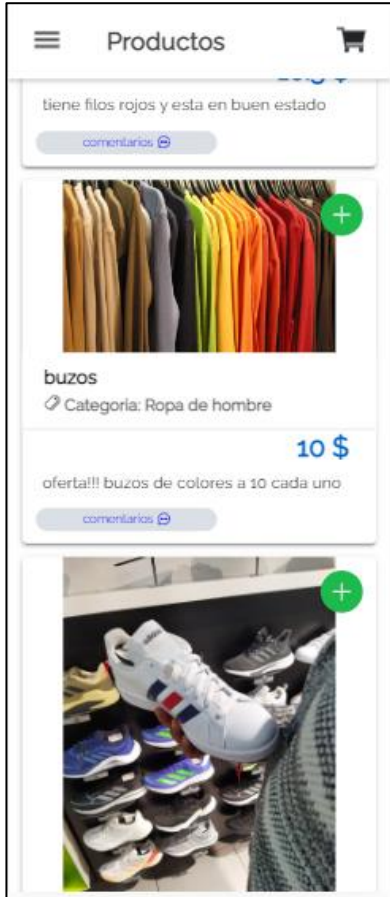 Productos
tiene filos rojos y esta en buen estado
comentarios
buzos
Categoria: Ropa de hombre
10 $
oferta!!! buzos de colores a 10 cada uno
comentarios